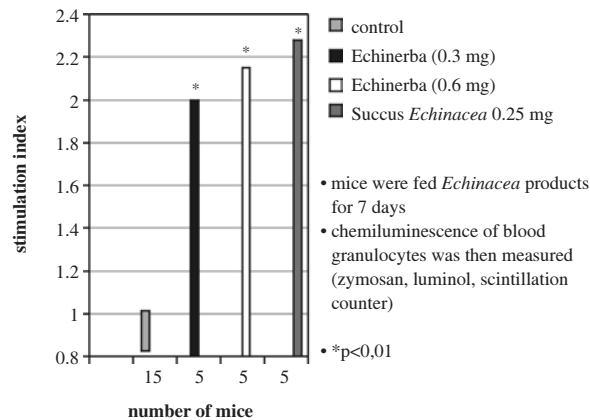 2.4
2.2
2
1.8
1.6
1.4
1.2
1
0.8
stimulation index
*
*
*
15 5 5 5
number of mice
control
Echinerba (0.3 mg)
Echinerba (0.6 mg)
Succus Echinacea 0.25 mg
• mice were fed Echinacea products
for 7 days
• chemiluminescence of blood
granulocytes was then measured
(zymosan, luminol, scintillation
counter)
• *p<0,01